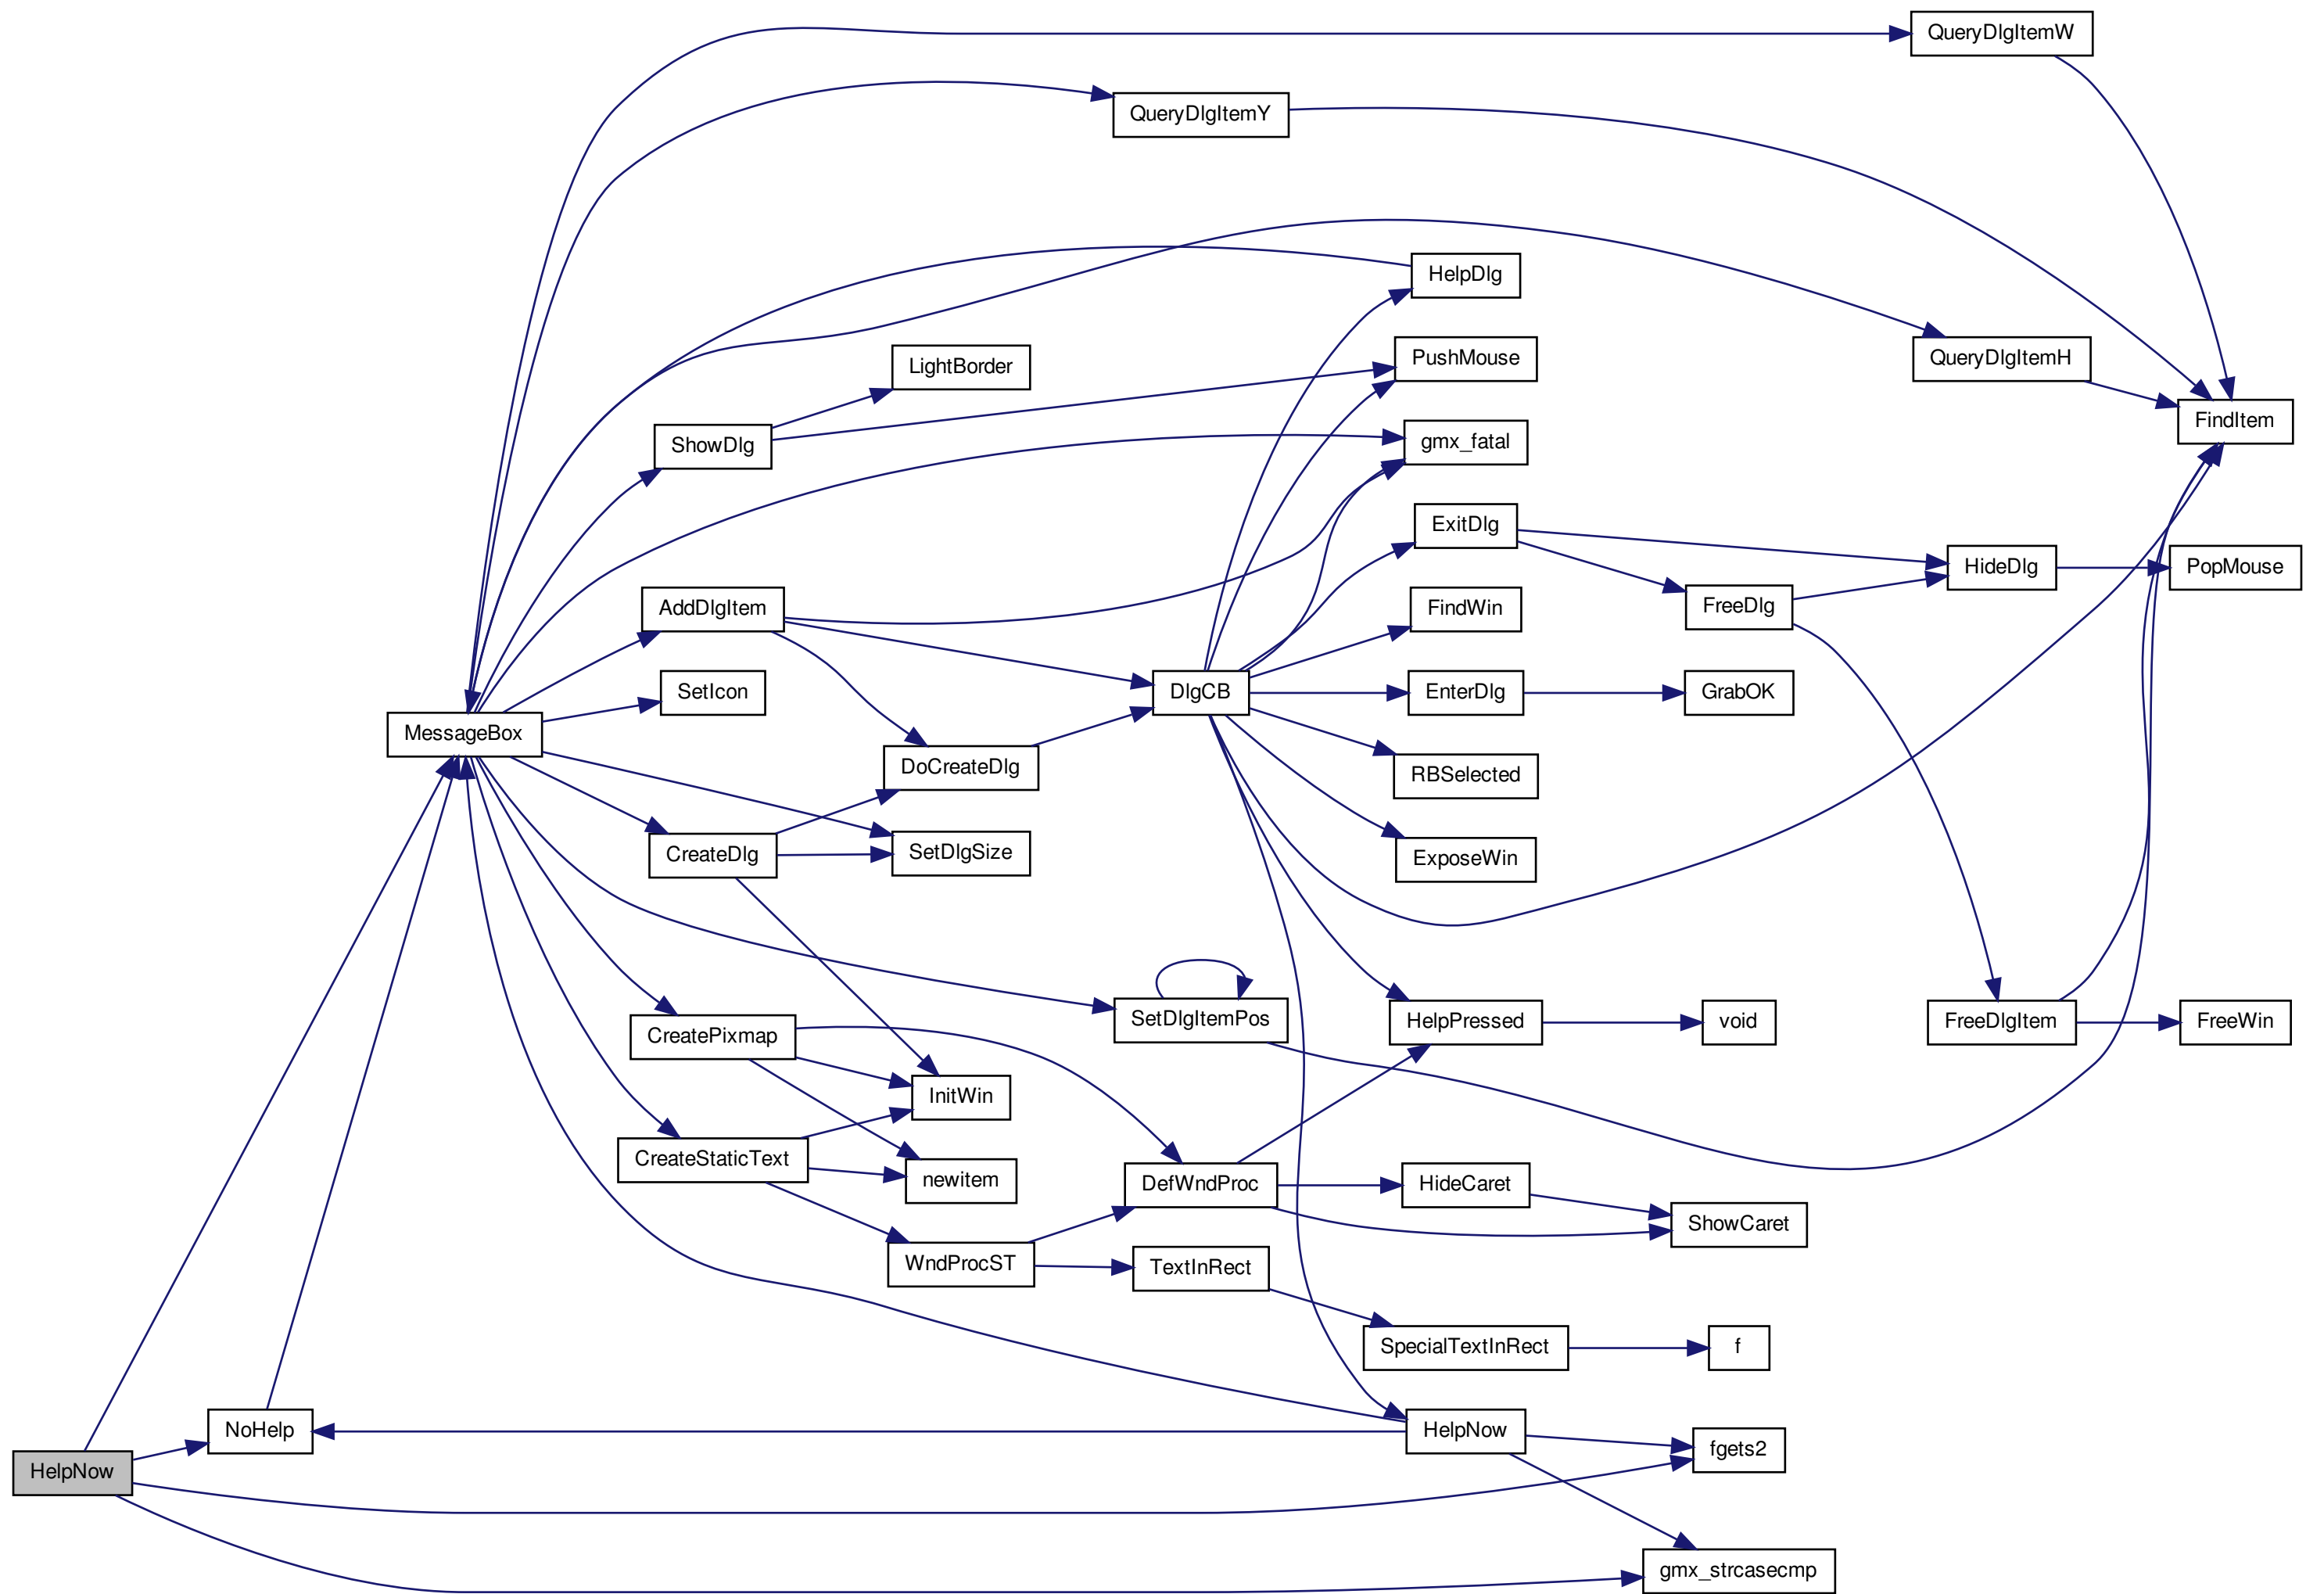 QueryDlgItemW
QueryDlgItemY
HelpDlg
PushMouse
QueryDlgItemH
LightBorder
FindItem
ShowDlg
gmx_fatal
ExitDlg
HideDlg
PopMouse
AddDlgItem
FindWin
FreeDlg
SetIcon
DlgCB
EnterDlg
GrabOK
MessageBox
DoCreateDlg
RBSelected
CreateDlg
SetDlgSize
ExposeWin
SetDlgItemPos
HelpPressed
void
FreeDlgItem
FreeWin
CreatePixmap
InitWin
CreateStaticText
newitem
DefWndProc
HideCaret
ShowCaret
WndProcST
TextInRect
SpecialTextInRect
f
NoHelp
HelpNow
fgets2
HelpNow
gmx_strcasecmp